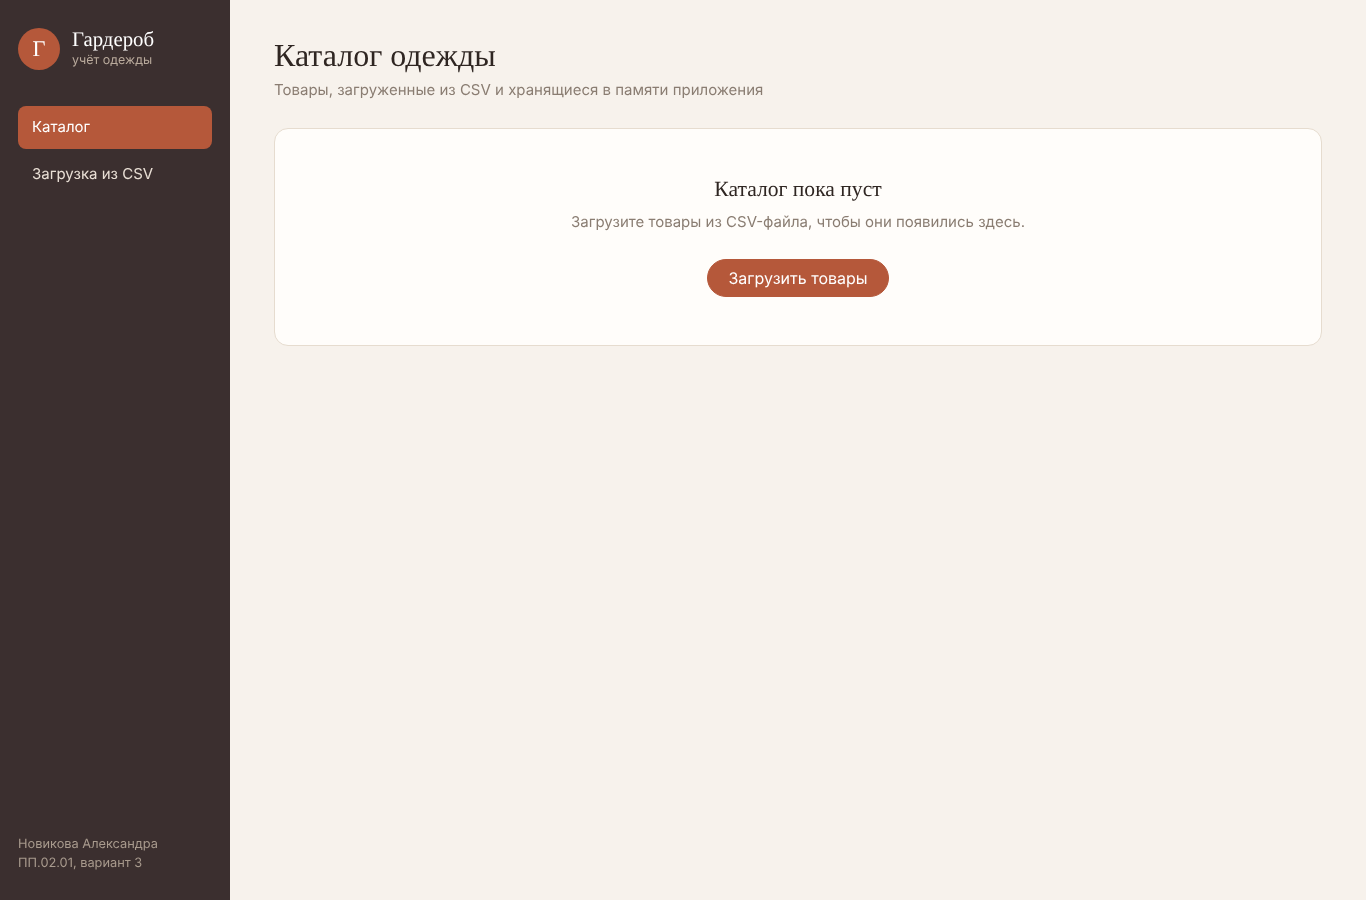 Г
Гардероб
учёт одежды
Каталог
Загрузка из CSV
Новикова Александра
ПП.02.01, вариант 3
Каталог одежды
Товары, загруженные из CSV и хранящиеся в памяти приложения
Каталог пока пуст
Загрузите товары из CSV-файла, чтобы они появились здесь.
Загрузить товары